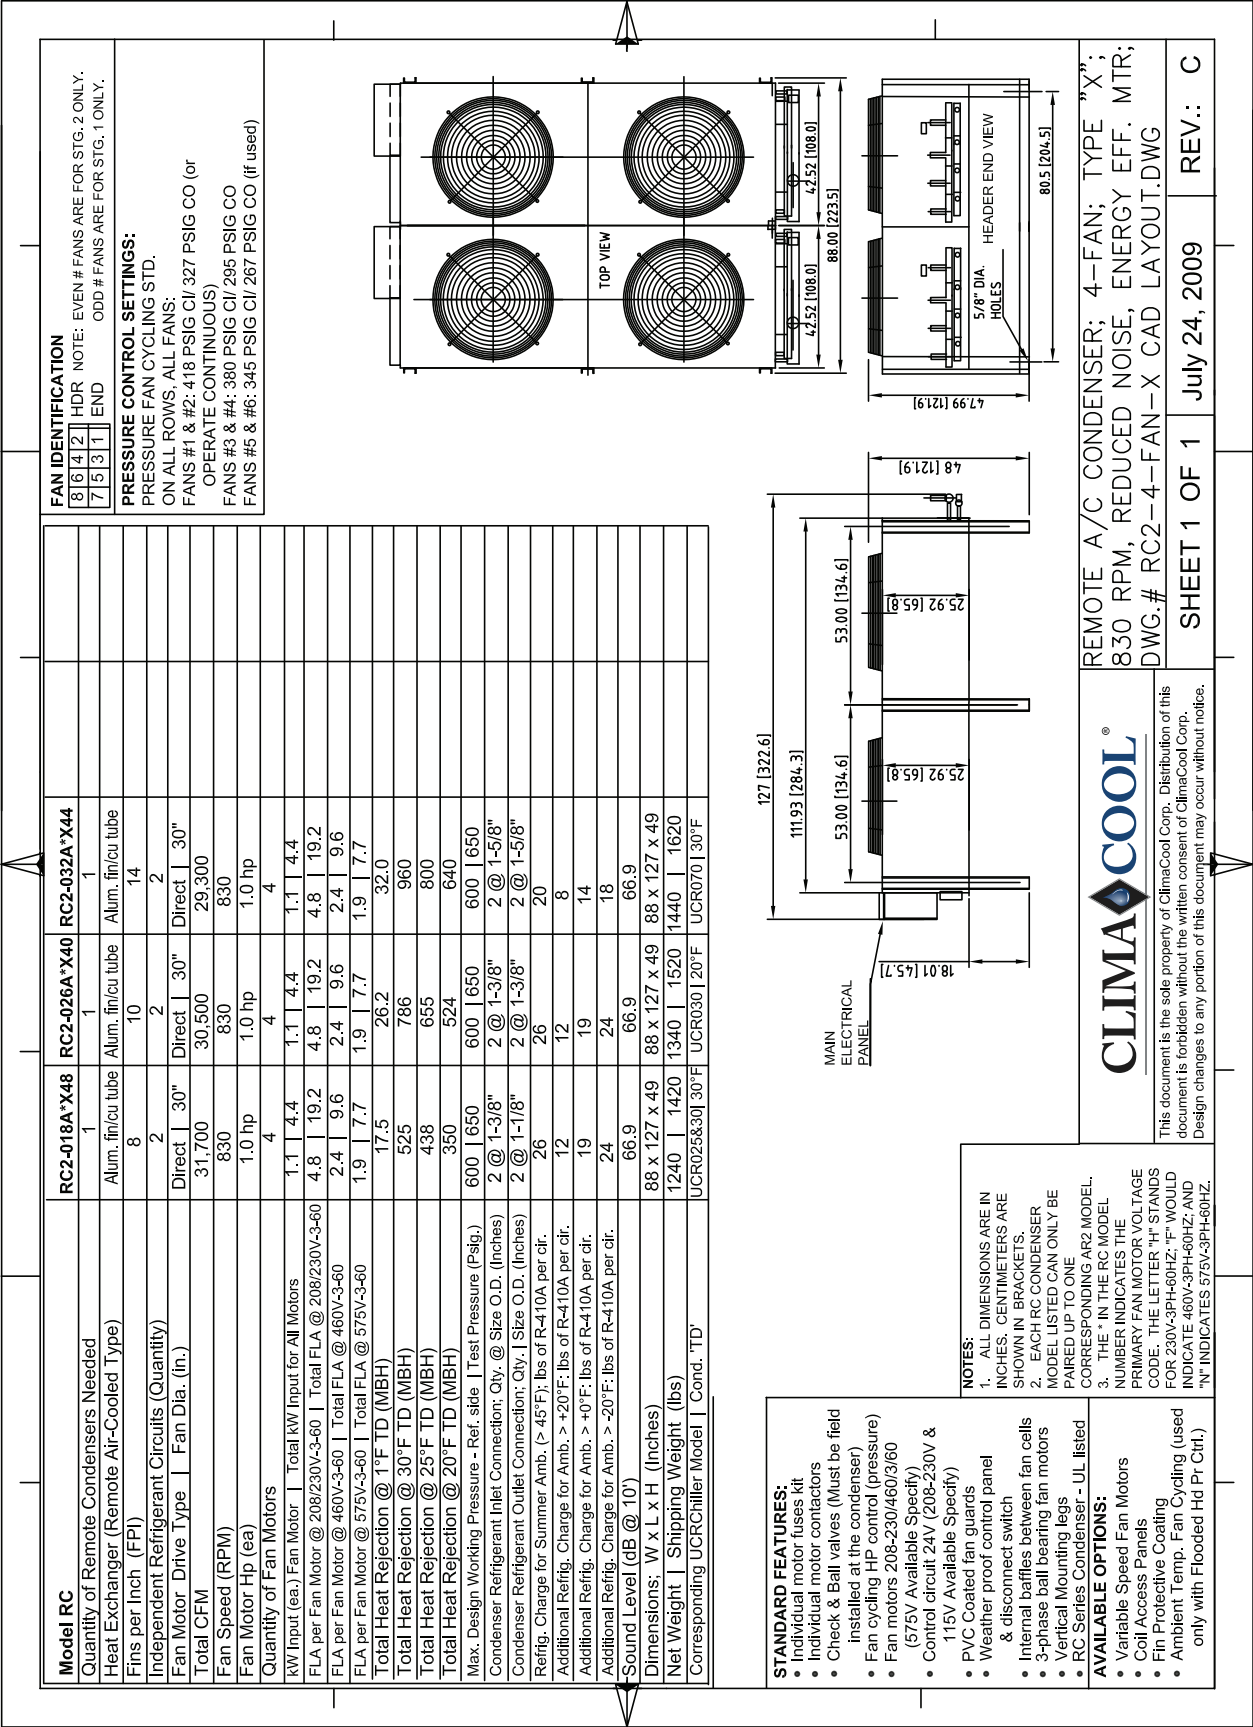 Model RC | RC2-018A*X48 | RC2-026A*X40 | RC2-032A*X44
Quantity of Remote Condensers Needed | 1 | 1 | 1
Heat Exchanger (Remote Air-Cooled Type) | Alum. fin/cu tube | Alum. fin/cu tube | Alum. fin/cu tube
Fins per Inch (FPI) | 8 | 10 | 14
Independent Refrigerant Circuits (Quantity) | 2 | 2 | 2
Fan Motor Drive Type | Fan Dia. (In.) | Direct | 30" | Direct | 30" | Direct | 30"
Total CFM | 31,700 | 30,500 | 29,300
Fan Speed (RPM) | 830 | 830 | 830
Fan Motor Hp (ea) | 1.0 hp | 1.0 hp | 1.0 hp
Quantity of Fan Motors | 4 | 4 | 4
kW Input (ea.) Fan Motor | Total kW Input for All Motors | 1.1 | 4.4 | 1.1 | 4.4 | 1.1 | 4.4
FLA per Fan Motor @ 208/230V-3-60 | Total FLA @ 208/230V-3-60 | 4.8 | 19.2 | 4.8 | 19.2 | 4.8 | 19.2
FLA per Fan Motor @ 460V-3-60 | Total FLA @ 460V-3-60 | 2.4 | 9.6 | 2.4 | 9.6 | 2.4 | 9.6
FLA per Fan Motor @ 575V-3-60 | Total FLA @ 575V-3-60 | 1.9 | 7.7 | 1.9 | 7.7 | 1.9 | 7.7
Total Heat Rejection @ 1°F TD (MBH) | 17.5 | 26.2 | 32.0
Total Heat Rejection @ 30°F TD (MBH) | 525 | 786 | 960
Total Heat Rejection @ 25°F TD (MBH) | 438 | 655 | 800
Total Heat Rejection @ 20°F TD (MBH) | 350 | 524 | 640
Max. Design Working Pressure - Ref. side | Test Pressure (Psig.) | 600 | 650 | 600 | 650 | 600 | 650
Condenser Refrigerant Inlet Connection; Qty. @ Size O.D. (Inches) | 2 @ 1-3/8" | 2 @ 1-3/8" | 2 @ 1-5/8"
Condenser Refrigerant Outlet Connection; Qty. | Size O.D. (Inches) | 2 @ 1-1/8" | 2 @ 1-3/8" | 2 @ 1-5/8"
Refrig. Charge for Summer Amb. (> 45°F); lbs of R-410A per cir. | 26 | 26 | 20
Additional Refrig. Charge for Amb. > +20°F: lbs of R-410A per cir. | 12 | 12 | 8
Additional Refrig. Charge for Amb. > +0°F: lbs of R-410A per cir. | 19 | 19 | 14
Additional Refrig. Charge for Amb. > -20°F: lbs of R-410A per cir. | 24 | 24 | 18
Sound Level (dB @ 10') | 66.9 | 66.9 | 66.9
Dimensions; W x L x H (Inches) | 88 x 127 x 49 | 88 x 127 x 49 | 88 x 127 x 49
Net Weight | Shipping Weight (lbs) | 1240 | 1420 | 1340 | 1520 | 1440 | 1620
Corresponding UCRChiller Model | Cond. 'TD' | UCR025&30| 30°F | UCR030 | 20°F | UCR070 | 30°F
FAN IDENTIFICATION
8 6 4 2 HDR NOTE: EVEN # FANS ARE FOR STG. 2 ONLY.
7 5 3 1 END ODD # FANS ARE FOR STG. 1 ONLY.
PRESSURE CONTROL SETTINGS:
PRESSURE FAN CYCLING STD.
ON ALL ROWS, ALL FANS:
FANS #1 & #2: 418 PSIG CI/ 327 PSIG CO (or
OPERATE CONTINUOUS)
FANS #3 & #4: 380 PSIG CI/ 295 PSIG CO
FANS #5 & #6: 345 PSIG CI/ 267 PSIG CO (if used)
TOP VIEW
42.52 [108.0]
42.52 [108.0]
88.00 [223.5]
HEADER END VIEW
5/8" DIA.
HOLES
80.5 [204.5]
47.99 [121.9]
48 [121.9]
127 [322.6]
111.93 [284.3]
53.00 [134.6]
53.00 [134.6]
25.92 [65.8]
25.92 [65.8]
18.01 [45.7]
MAIN
ELECTRICAL
PANEL
STANDARD FEATURES:
• Individual motor fuses kit
• Individual motor contactors
• Check & Ball valves (Must be field
installed at the condenser)
• Fan cycling HP control (pressure)
• Fan motors 208-230/460/3/60
(575V Available Specify)
• Control circuit 24V (208-230V &
115V Available Specify)
• PVC Coated fan guards
• Weather proof control panel
& disconnect switch
• Internal baffles between fan cells
• 3-phase ball bearing fan motors
• Vertical Mounting legs
• RC Series Condenser - UL listed
AVAILABLE OPTIONS:
• Variable Speed Fan Motors
• Coil Access Panels
• Fin Protective Coating
• Ambient Temp. Fan Cycling (used
only with Flooded Hd Pr Ctrl.)
NOTES:
1. ALL DIMENSIONS ARE IN
INCHES. CENTIMETERS ARE
SHOWN IN BRACKETS.
2. EACH RC CONDENSER
MODEL LISTED CAN ONLY BE
PAIRED UP TO ONE
CORRESPONDING AR2 MODEL.
3. THE * IN THE RC MODEL
NUMBER INDICATES THE
PRIMARY FAN MOTOR VOLTAGE
CODE. THE LETTER "H" STANDS
FOR 230V-3PH-60HZ; "F" WOULD
INDICATE 460V-3PH-60HZ; AND
"N" INDICATES 575V-3PH-60HZ.
CLIMACOOL®
This document is the sole property of ClimaCool Corp. Distribution of this
document is forbidden without the written consent of ClimaCool Corp.
Design changes to any portion of this document may occur without notice.
REMOTE A/C CONDENSER; 4-FAN; TYPE "X";
830 RPM, REDUCED NOISE, ENERGY EFF. MTR;
DWG.# RC2-4-FAN-X CAD LAYOUT.DWG
SHEET 1 OF 1 July 24, 2009 REV.: C